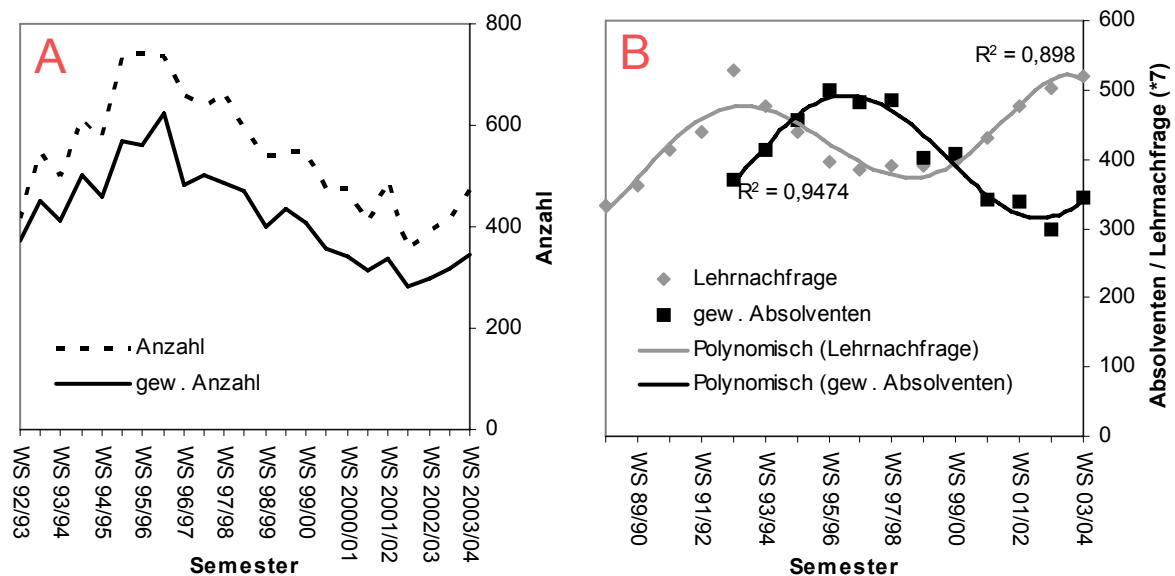 A
800
600
400
200
0
Anzahl
Anzahl
gew. Anzahl
WS 92/93
WS 93/94
WS 94/95
WS 95/96
WS 96/97
WS 97/98
WS 98/99
WS 99/00
WS 2000/01
WS 2001/02
WS 2002/03
WS 2003/04
Semester
B
R² = 0,898
R² = 0,9474
600
500
400
300
200
100
0
Absolventen / Lehrnachfrage (*7)
Lehrnachfrage
gew. Absolventen
Polynomisch (Lehrnachfrage)
Polynomisch (gew. Absolventen)
WS 89/90
WS 91/92
WS 93/94
WS 95/96
WS 97/98
WS 99/00
WS 01/02
WS 03/04
Semester